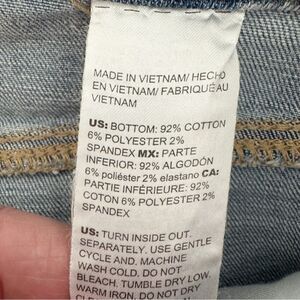 MADE IN VIETNAM/ HECHO
EN VIETNAM/ FABRIQUÉ AU
VIETNAM
US: BOTTOM: 92% COTTON
6% POLYESTER 2%
SPANDEX MX: PARTE
INFERIOR: 92% ALGODÓN
6% poliéster 2% elastano CA:
PARTIE INFÉRIEURE: 92%
COTON 6% POLYESTER 2%
SPANDEX
US: TURN INSIDE OUT.
SEPARATELY. USE GENTLE
CYCLE AND. MACHINE
WASH COLD. DO NOT
BLEACH. TUMBLE DRY LOW.
WARM IRON. DO NOT DRY